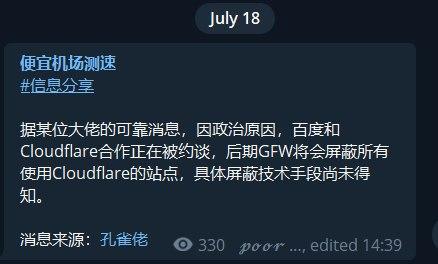 July 18
便宜机场测速
#信息分享
据某位大佬的可靠消息，因政治原因，百度和
Cloudflare合作正在被约谈，后期GFW将会屏蔽所有
使用Cloudflare的站点，具体屏蔽技术手段尚未得
知。
消息来源：孔雀佬
330 𝓹𝓸𝓸𝓻 ..., edited 14:39